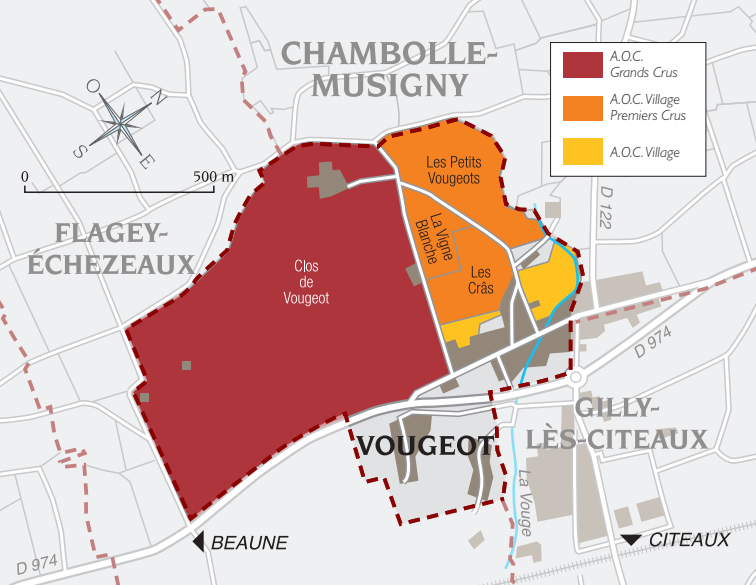 CHAMBOLLE-
MUSIGNY
A.O.C.
Grands Crus
A.O.C. Village
Premiers Crus
A.O.C. Village
O
N
S
E
0
500 m
Les Petits
Vougeots
D 122
FLAGEY-
ÉCHEZEAUX
La Vigne
Blanche
Clos
de
Vougeot
Les
Crâs
D 974
GILLY-
LÈS-CITEAUX
VOUGEOT
La Vouge
BEAUNE
CITEAUX
D 974